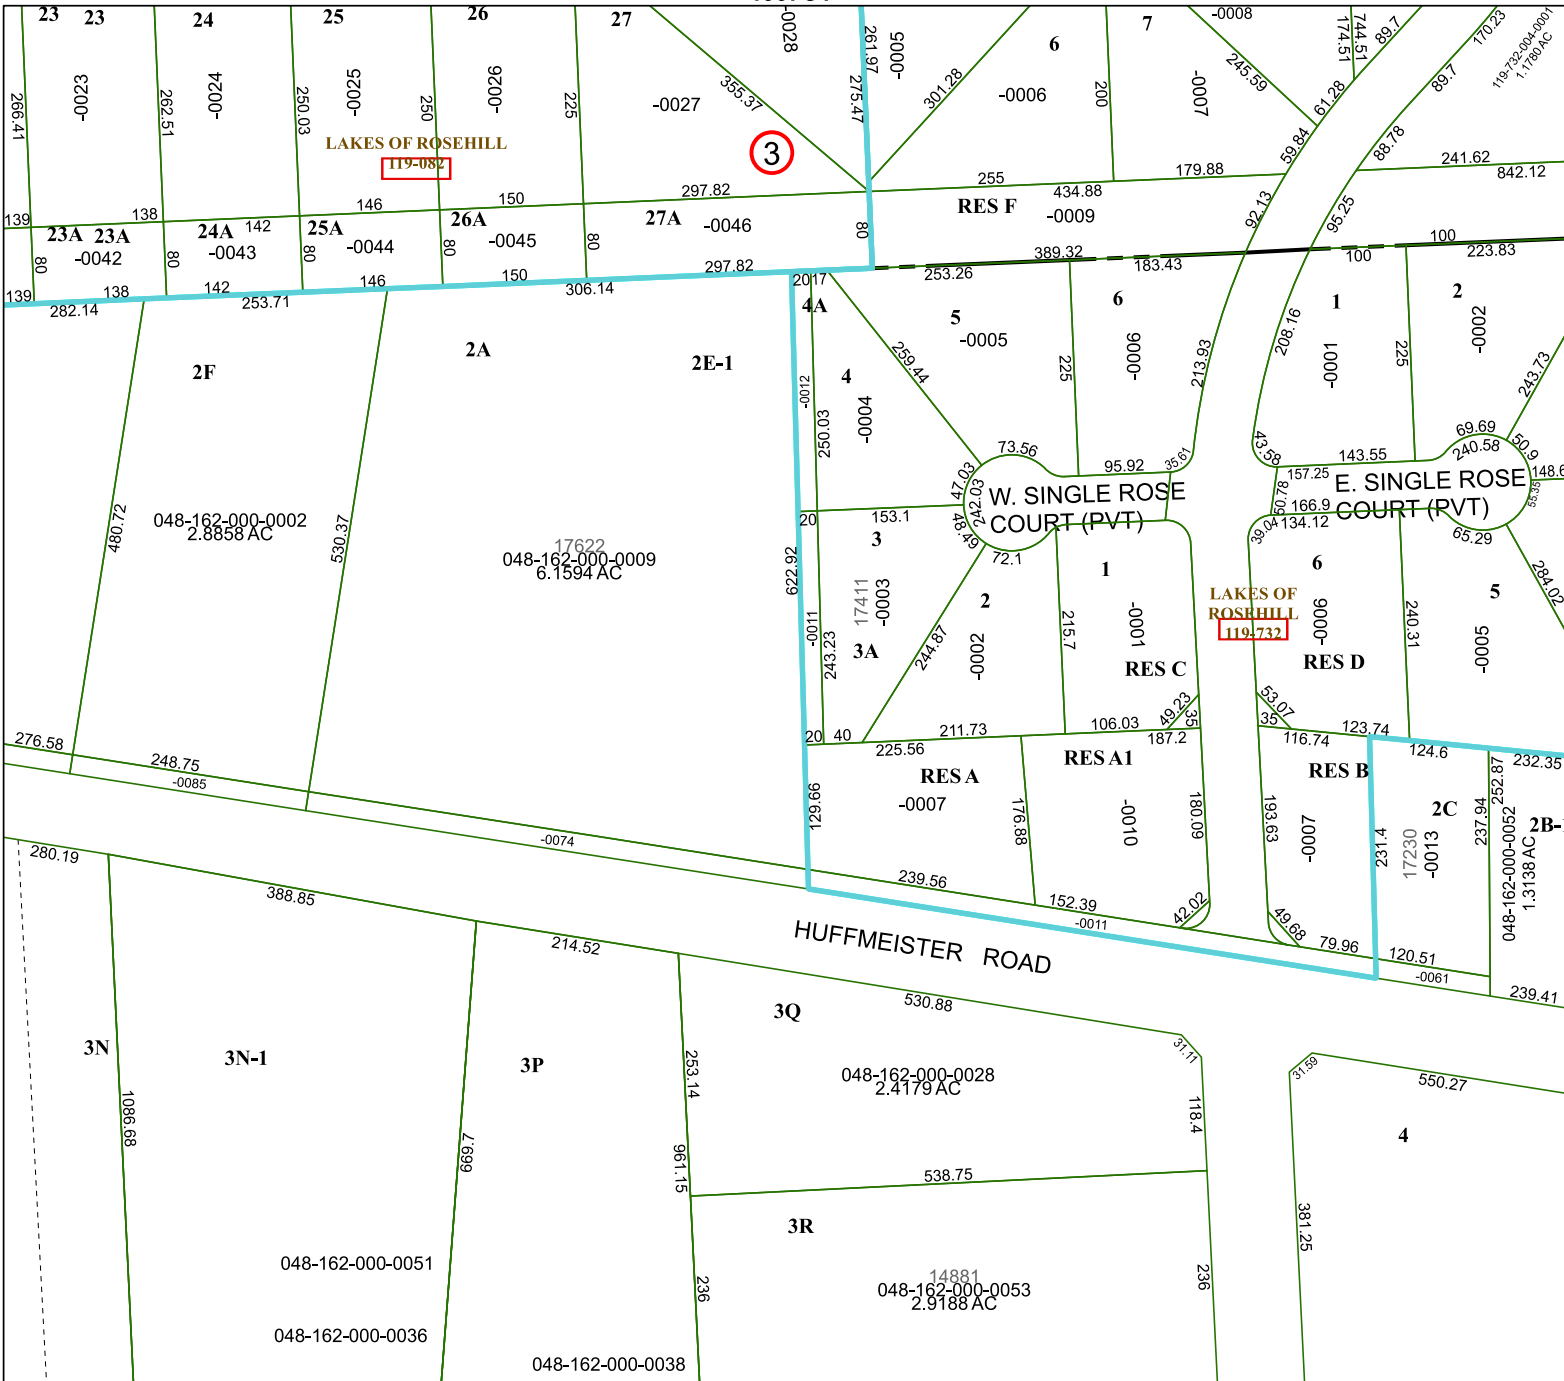 23 23 24 25 26 27 -0028 6 7 -0008
-0005 261.97 275.47
744.51 174.51 89.7 170.23
119-732-004-0001
1.1780 AC
266.41 -0023 262.51 -0024 250.03 -0025 250 -0026 225 -0027 355.37
301.28 -0006 200 -0007 245.59 61.28 89.7
LAKES OF ROSEHILL
119-082
3
59.84 88.78
255 434.88 179.88 241.62 842.12
RES F -0009 92.13 95.25
139 138 142 146 150 297.82
23A 23A 24A 25A 26A 27A
-0042 -0043 -0044 -0045 -0046
80 80 80 80 80 80
139 138 142 146 150 297.82
282.14 253.71 306.14
2017 253.26 389.32 183.43 100 100 223.83
4A 5 6 1 2
-0005 -0006 -0001 -0002
2F 2A 2E-1 4 -0004 -0012 250.03 259.44 225 213.93 208.16 225 243.73
73.56 95.92 35.61 43.58 143.55 69.69 240.58 50.9
47.03 242.03 48.49 157.25 50.78 166.9 148.6 55.35
W. SINGLE ROSE
COURT (PVT)
E. SINGLE ROSE
COURT (PVT)
20 153.1 72.1 39.04 134.12 65.29
480.72 530.37 622.92
048-162-000-0002
2.8858 AC
17622
048-162-000-0009
6.1594 AC
3 17411 -0003 3A -0011 243.23 244.87
2 -0002 215.7 1 -0001 RES C
LAKES OF
ROSEHILL
119-732
6 -0006 RES D 240.31 5 -0005 284.02
20 40 211.73 106.03 49.23 35 53.07 35
225.56 187.2 116.74 123.74 124.6 232.35
276.58 248.75
-0085
-0074
129.66 RES A -0007 176.88 RES A1 -0010 180.09 193.63 RES B -0007 231.4
2C 17230 -0013 237.94 252.87
048-162-000-0052
1.3138 AC
2B-1
239.56 152.39 -0011 42.02 49.68 79.96 120.51 -0061 239.41
280.19 388.85 214.52 530.88
HUFFMEISTER ROAD
3N 3N-1 3P 3Q
1086.68 669.7 253.14 961.15
048-162-000-0028
2.4179 AC
31.11 118.4 31.59 550.27
4
538.75
3R 236 236 381.25
048-162-000-0051
14881
048-162-000-0053
2.9188 AC
048-162-000-0036
048-162-000-0038